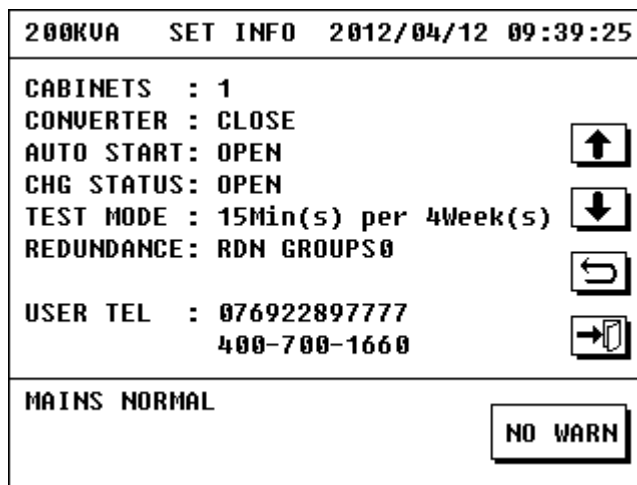 200KVA SET INFO 2012/04/12 09:39:25
CABINETS : 1
CONVERTER : CLOSE
AUTO START: OPEN
CHG STATUS: OPEN
TEST MODE : 15Min(s) per 4Week(s)
REDUNDANCE: RDN GROUPS0
USER TEL : 076922897777
400-700-1660
MAINS NORMAL
NO WARN